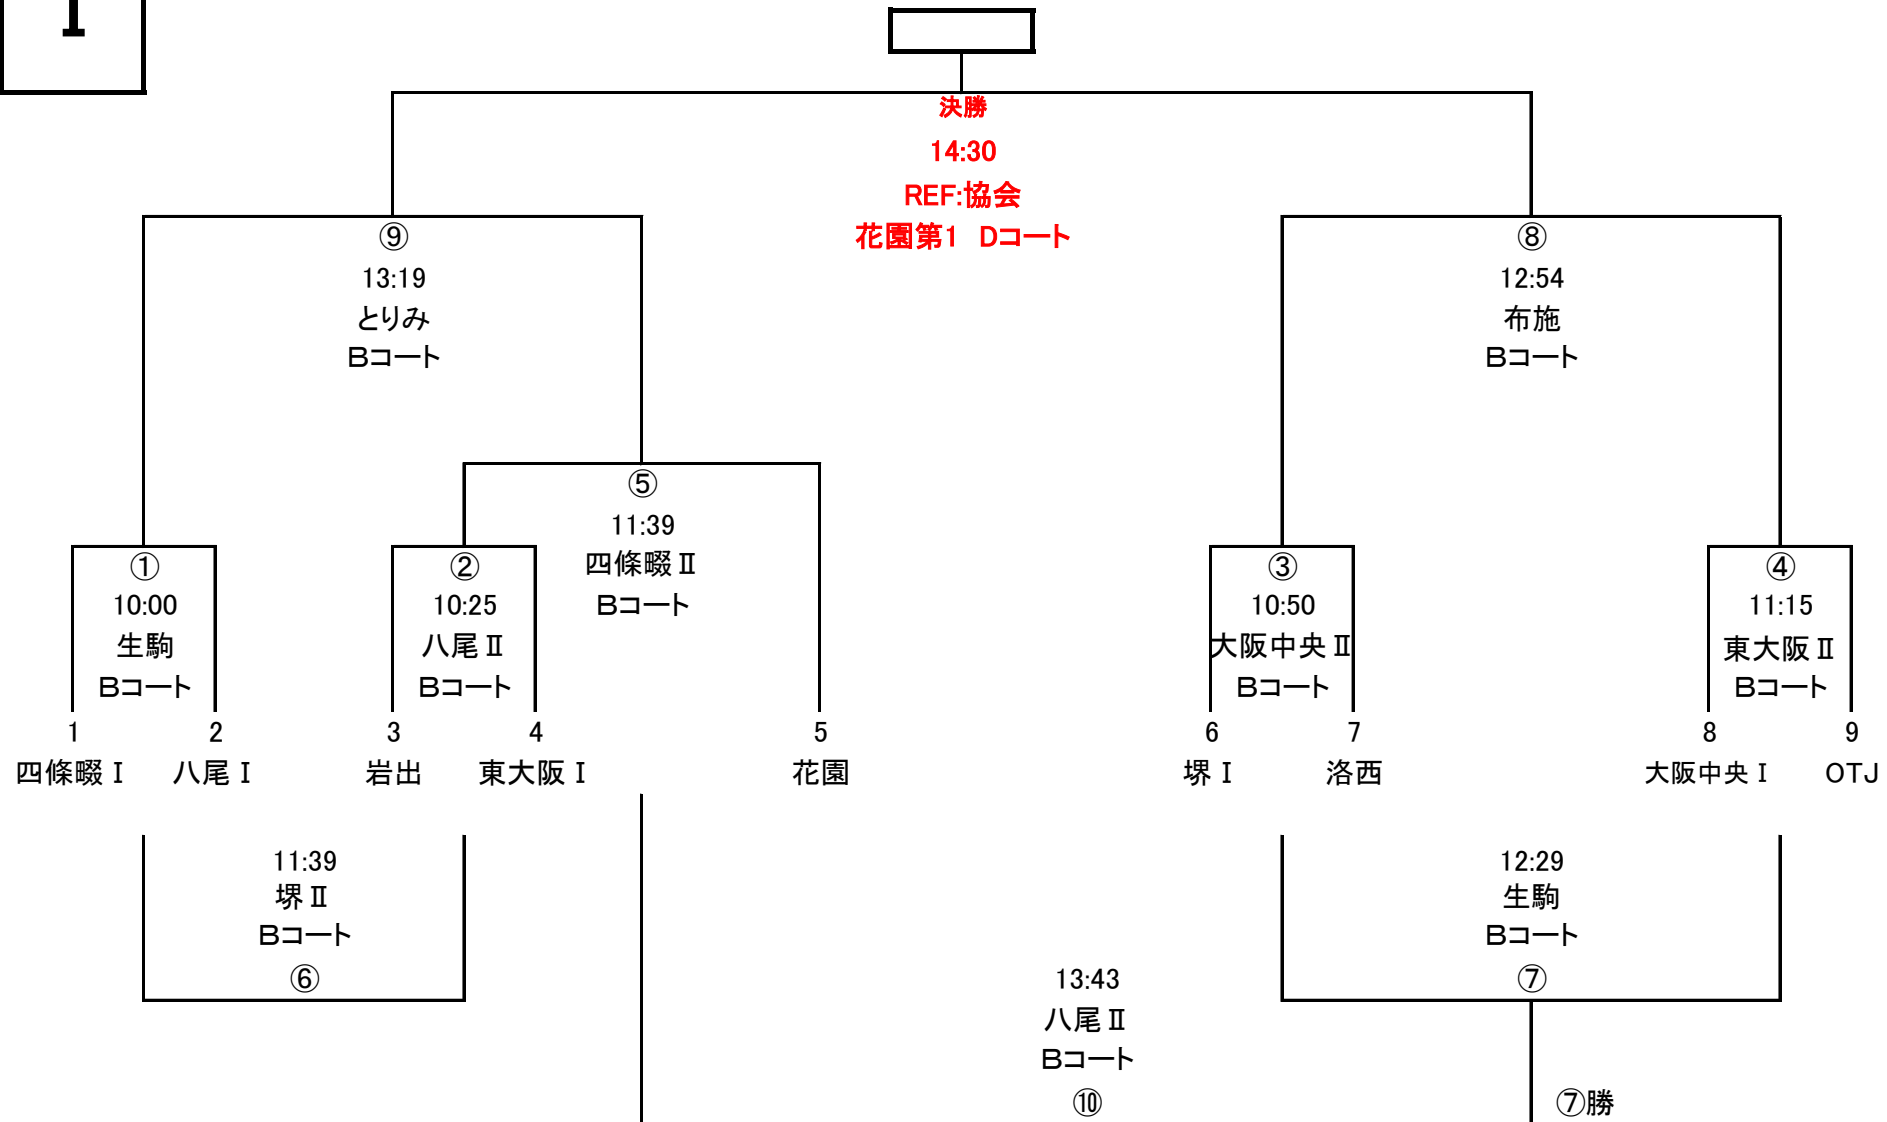 I
決勝
14:30
REF:協会
花園第1 Dコート
⑨
13:19
とりみ
Bコート
⑧
12:54
布施
Bコート
⑤
11:39
四條畷Ⅱ
Bコート
①
10:00
生駒
Bコート
②
10:25
八尾Ⅱ
Bコート
③
10:50
大阪中央Ⅱ
Bコート
④
11:15
東大阪Ⅱ
Bコート
1 2 3 4 5 6 7 8 9
四條畷Ⅰ 八尾Ⅰ 岩出 東大阪Ⅰ 花園 堺Ⅰ 洛西 大阪中央Ⅰ OTJ
11:39
堺Ⅱ
Bコート
⑥
12:29
生駒
Bコート
⑦
13:43
八尾Ⅱ
Bコート
⑩
⑦勝